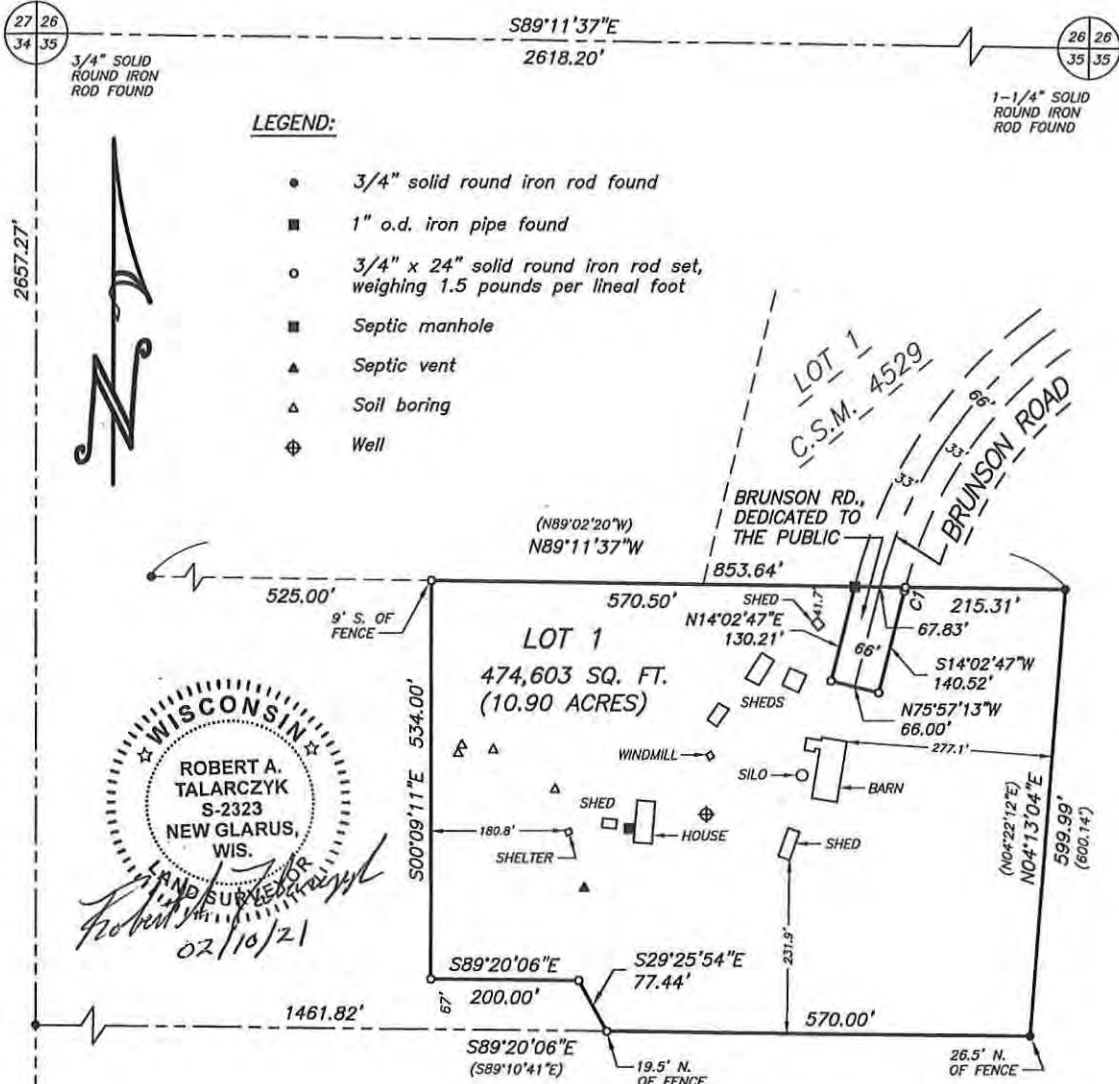 27 26
34 35
3/4" SOLID
ROUND IRON
ROD FOUND
S89°11'37"E
2618.20'
26 26
35 35
1-1/4" SOLID
ROUND IRON
ROD FOUND
2657.27'
N
LEGEND:
3/4" solid round iron rod found
1" o.d. iron pipe found
3/4" x 24" solid round iron rod set,
weighing 1.5 pounds per lineal foot
Septic manhole
Septic vent
Soil boring
Well
LOT 1
C.S.M. 4529
66'
33'
33'
BRUNSON ROAD
BRUNSON RD.,
DEDICATED TO
THE PUBLIC
(N89°02'20"W)
N89°11'37"W
853.64'
525.00'
570.50'
215.31'
9' S. OF
FENCE
SHED
41.7'
C1
67.83'
N14°02'47"E
130.21'
66'
S14°02'47"W
140.52'
N75°57'13"W
66.00'
LOT 1
474,603 SQ. FT.
(10.90 ACRES)
SHEDS
277.1'
WINDMILL
SILO
BARN
534.00'
S00°09'11"E
SHED
180.8'
HOUSE
SHELTER
SHED
231.9'
(N04°22'12"E)
N04°13'04"E
599.99'
(600.14')
WISCONSIN
ROBERT A.
TALARCZYK
S-2323
NEW GLARUS,
WIS.
LAND SURVEYOR
Robert A. Talarczyk
02/10/21
S89°20'06"E
200.00'
S29°25'54"E
77.44'
67'
1461.82'
570.00'
S89°20'06"E
(S89°10'41"E)
19.5' N.
OF FENCE
26.5' N.
OF FENCE